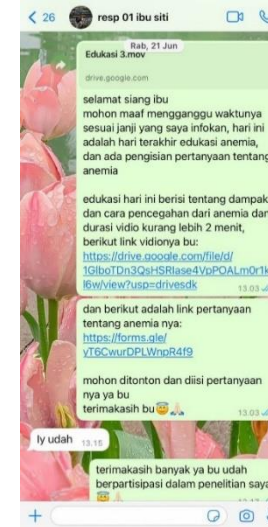 26
resp 01 ibu siti
Rab, 21 Jun
Edukasi 3.mov
drive.google.com
selamat siang ibu
mohon maaf mengganggu waktunya
sesuai janji yang saya infokan, hari ini
adalah hari terakhir edukasi anemia,
dan ada pengisian pertanyaan tentang
anemia
edukasi hari ini berisi tentang dampak
dan cara pencegahan dari anemia dan
durasi vidio kurang lebih 2 menit,
berikut link vidionya bu:
https://drive.google.com/file/d/
1GlboTDn3QsHSRIase4VpPOALm0r1k
l6w/view?usp=drivesdk
13.03
dan berikut adalah link pertanyaan
tentang anemia nya:
https://forms.gle/
yT6CwurDPLWnpR4f9
mohon ditonton dan diisi pertanyaan
nya ya bu
terimakasih bu😇🙏🏻
13.03
Iy udah 13.15
terimakasih banyak ya bu udah
berpartisipasi dalam penelitian saya